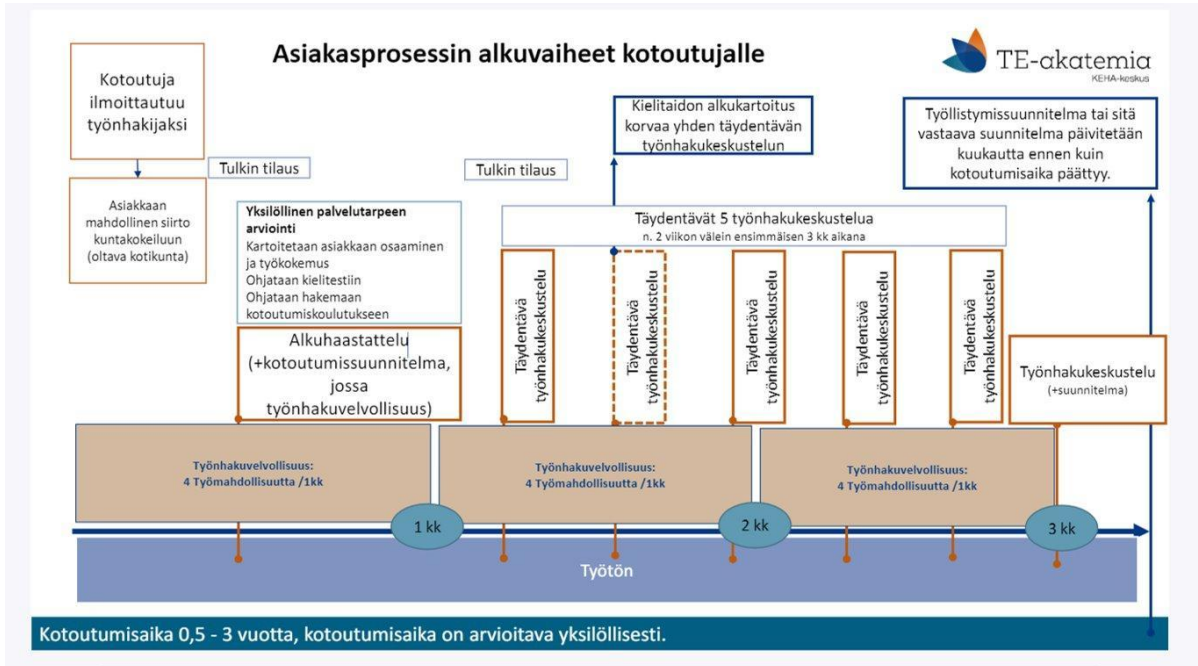 Asiakasprosessin alkuvaiheet kotoutujalle
TE-akatemia
KEHA-keskus
Kotoutuja
ilmoittautuu
työnhakijaksi
Asiakkaan
mahdollinen siirto
kuntakokeiluun
(oltava kotikunta)
Tulkin tilaus
Yksilöllinen palvelutarpeen
arviointi
Kartoitetaan asiakkaan osaaminen
ja työkokemus
Ohjataan kielitestiin
Ohjataan hakemaan
kotoutumiskoulutukseen
Alkuhaastattelu
(+kotoutumissuunnitelma,
jossa
työnhakuvelvollisuus)
Tulkin tilaus
Kielitaidon alkukartoitus
korvaa yhden täydentävän
työnhakukeskustelun
Työllistymissuunnitelma tai sitä
vastaava suunnitelma päivitetään
kuukautta ennen kuin
kotoutumisaika päättyy.
Täydentävät 5 työnhakukeskustelua
n. 2 viikon välein ensimmäisen 3 kk aikana
Täydentävä
työnhakukeskustelu
Täydentävä
työnhakukeskustelu
Täydentävä
työnhakukeskustelu
Täydentävä
työnhakukeskustelu
Täydentävä
työnhakukeskustelu
Työnhakukeskustelu
(+suunnitelma)
Työnhakuvelvollisuus:
4 Työmahdollisuutta /1kk
Työnhakuvelvollisuus:
4 Työmahdollisuutta /1kk
Työnhakuvelvollisuus:
4 Työmahdollisuutta /1kk
1 kk
2 kk
3 kk
Työtön
Kotoutumisaika 0,5 - 3 vuotta, kotoutumisaika on arvioitava yksilöllisesti.